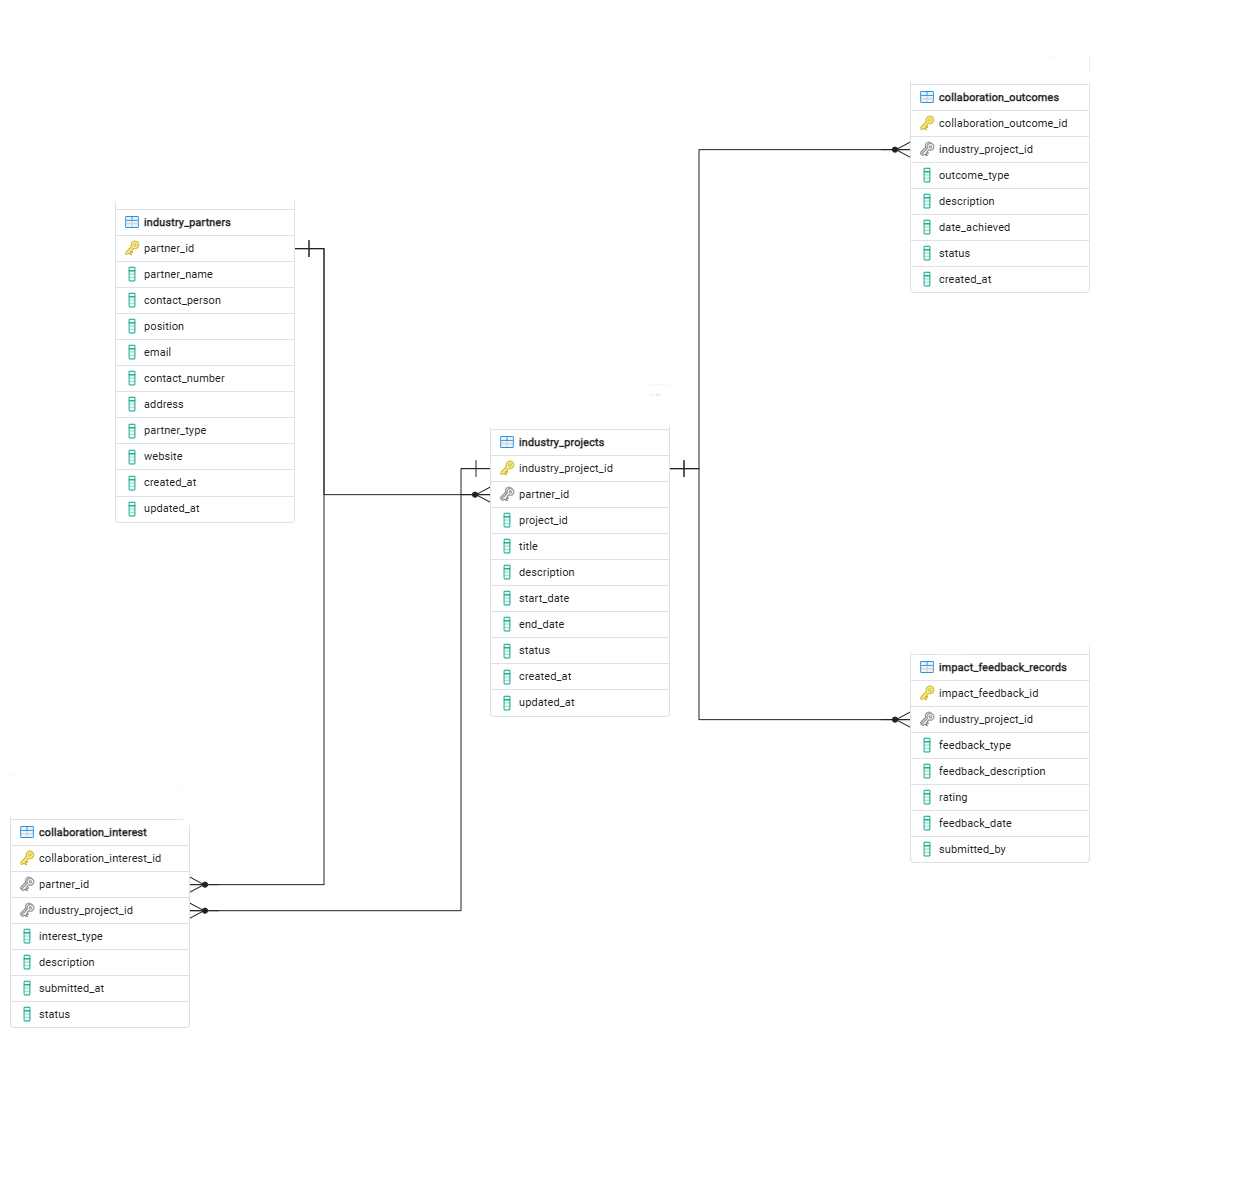 collaboration_outcomes
collaboration_outcome_id
industry_project_id
outcome_type
description
date_achieved
status
created_at
industry_partners
partner_id
partner_name
contact_person
position
email
contact_number
address
partner_type
website
created_at
updated_at
industry_projects
industry_project_id
partner_id
project_id
title
description
start_date
end_date
status
created_at
updated_at
impact_feedback_records
impact_feedback_id
industry_project_id
feedback_type
feedback_description
rating
feedback_date
submitted_by
collaboration_interest
collaboration_interest_id
partner_id
industry_project_id
interest_type
description
submitted_at
status